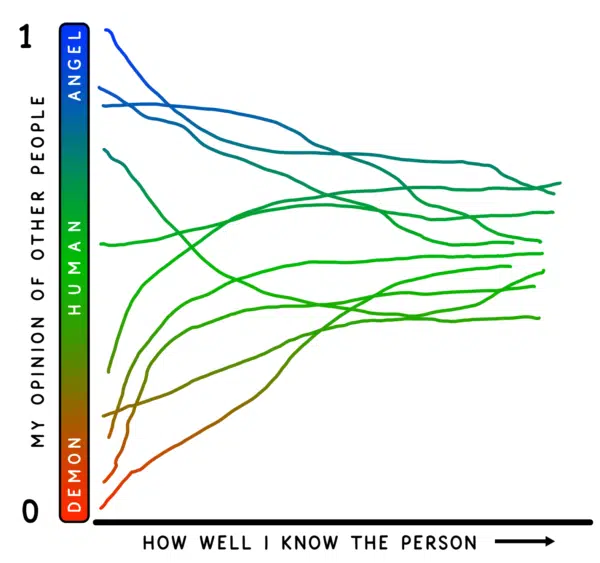 1
ANGEL
HUMAN
DEMON
MY OPINION OF OTHER PEOPLE
0
HOW WELL I KNOW THE PERSON